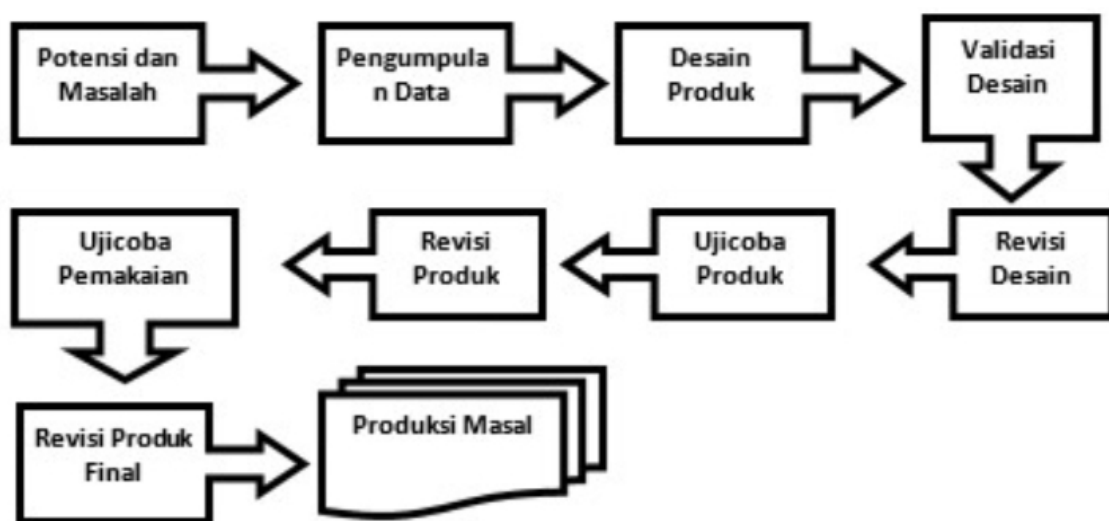 Potensi dan
Masalah
Pengumpula
n Data
Desain
Produk
Validasi
Desain
Revisi
Desain
Ujicoba
Produk
Revisi
Produk
Ujicoba
Pemakaian
Revisi Produk
Final
Produksi Masal